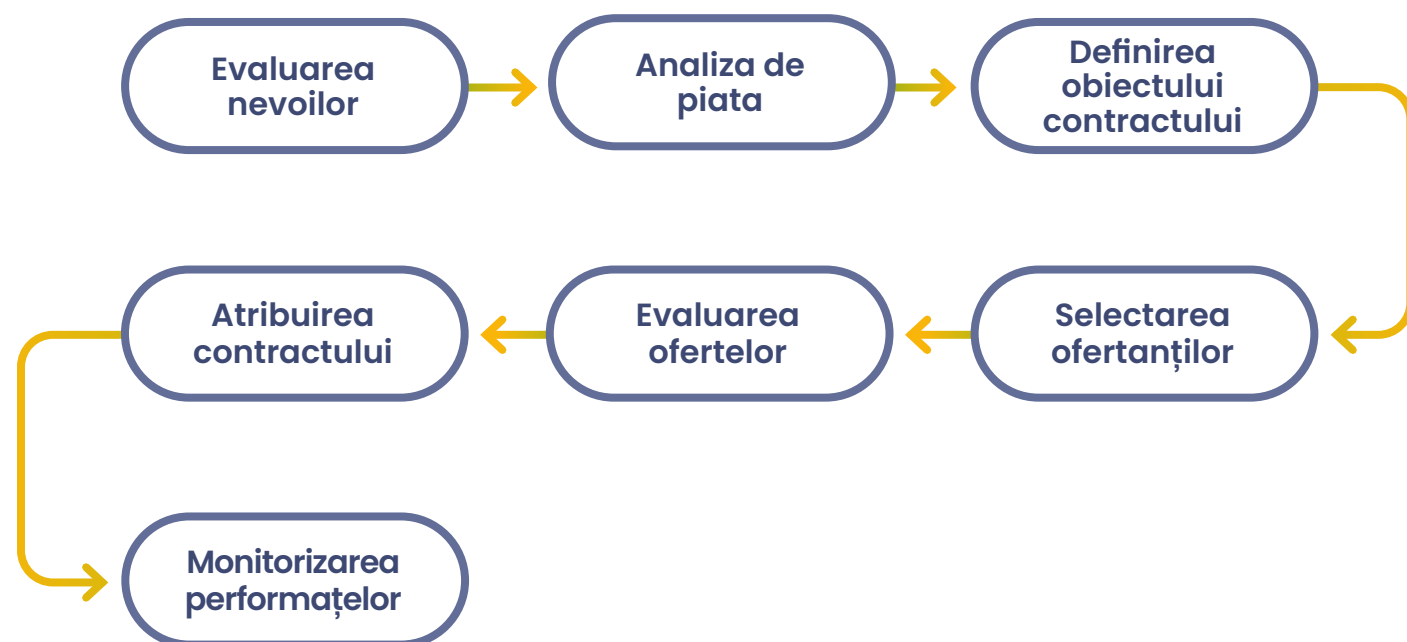 Evaluarea
nevoilor
Analiza de
piata
Definirea
obiectului
contractului
Selectarea
ofertanților
Evaluarea
ofertelor
Atribuirea
contractului
Monitorizarea
performațelor